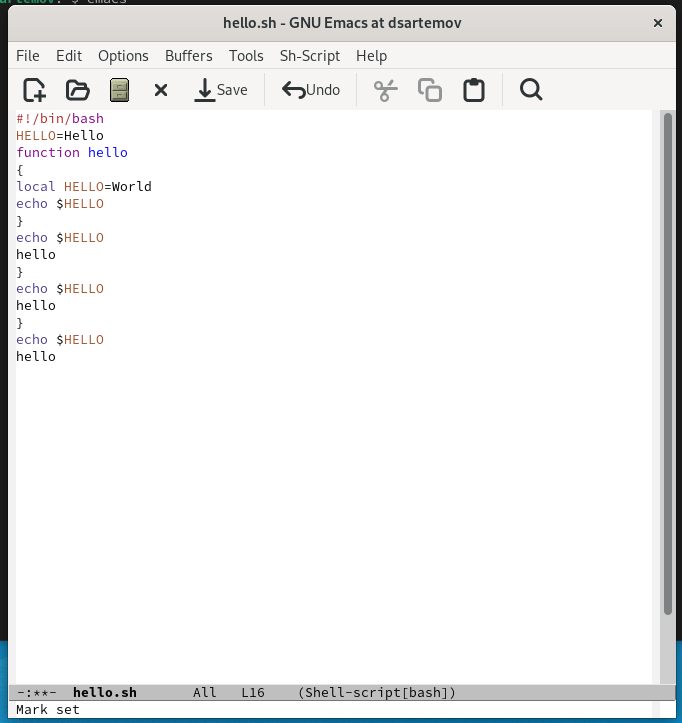 hello.sh - GNU Emacs at dsartemov
File Edit Options Buffers Tools Sh-Script Help
Save Undo
#!/bin/bash
HELLO=Hello
function hello
{
local HELLO=World
echo $HELLO
}
echo $HELLO
hello
}
echo $HELLO
hello
}
echo $HELLO
hello
-:**-  hello.sh       All   L16    (Shell-script[bash])
Mark set